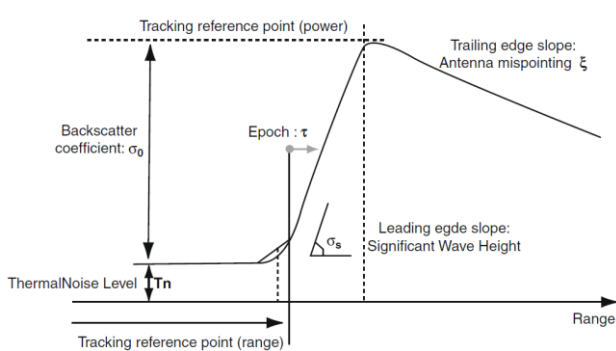 Tracking reference point (power)
Trailing edge slope:
Antenna mispointing ξ
Backscatter
coefficient: σ0
Epoch : τ
σs
Leading egde slope:
Significant Wave Height
ThermalNoise Level Tn
Range
Tracking reference point (range)